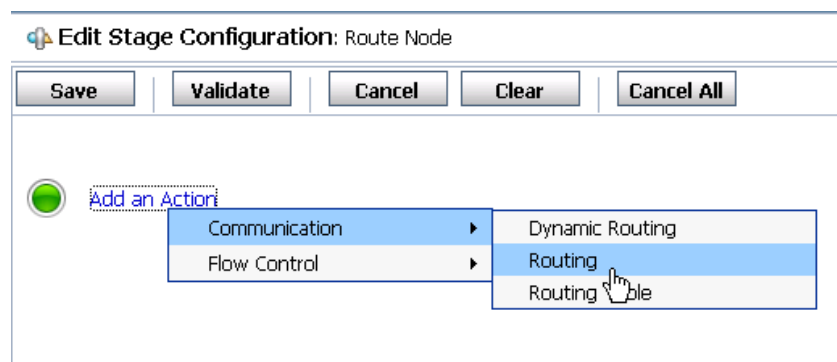 Edit Stage Configuration: Route Node
Save Validate Cancel Clear Cancel All
Add an Action
Communication
Flow Control
Dynamic Routing
Routing
Routing